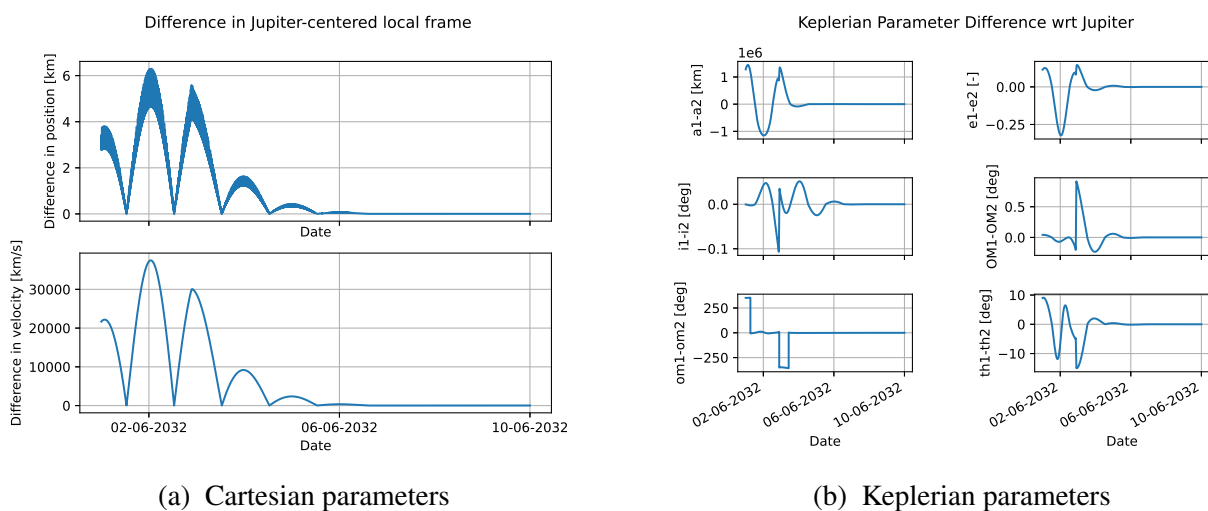 Difference in Jupiter-centered local frame
Difference in position [km]
6
4
2
0
Date
Difference in velocity [km/s]
30000
20000
10000
0
02-06-2032 06-06-2032 10-06-2032
Date
(a) Cartesian parameters
Keplerian Parameter Difference wrt Jupiter
1e6
a1-a2 [km]
1
0
−1
e1-e2 [-]
0.00
−0.25
i1-i2 [deg]
0.0
−0.1
OM1-OM2 [deg]
0.5
0.0
om1-om2 [deg]
250
0
−250
02-06-2032 06-06-2032 10-06-2032
Date
th1-th2 [deg]
10
0
−10
02-06-2032 06-06-2032 10-06-2032
Date
(b) Keplerian parameters